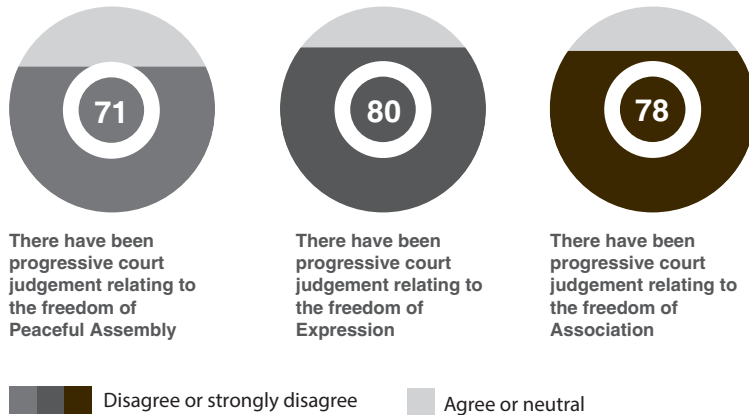 71
80
78
There have been
progressive court
judgement relating to
the freedom of
Peaceful Assembly
There have been
progressive court
judgement relating to
the freedom of
Expression
There have been
progressive court
judgement relating to
the freedom of
Association
Disagree or strongly disagree
Agree or neutral